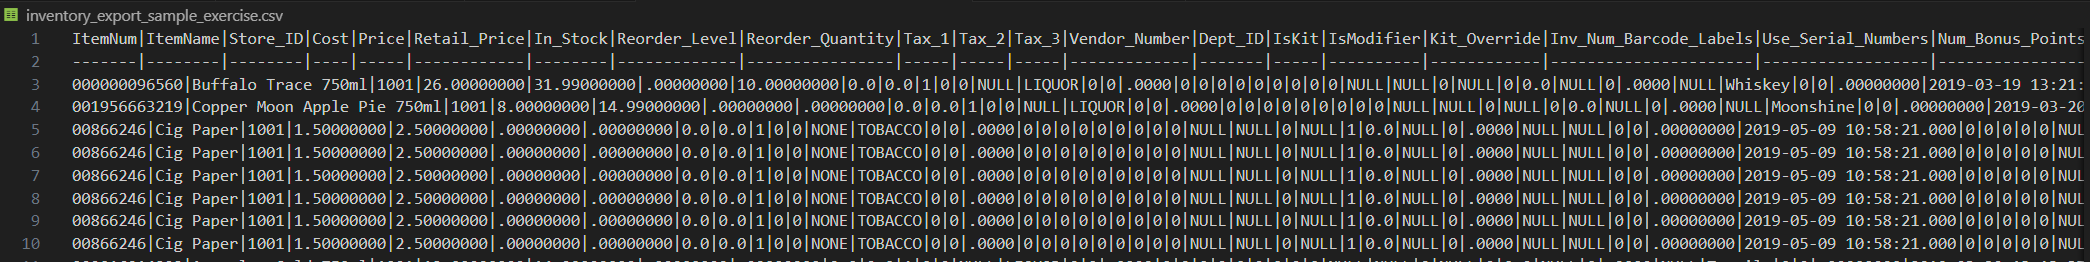 inventory_export_sample_exercise.csv
1 ItemNum|ItemName|Store_ID|Cost|Price|Retail_Price|In_Stock|Reorder_Level|Reorder_Quantity|Tax_1|Tax_2|Tax_3|Vendor_Number|Dept_ID|IsKit|IsModifier|Kit_Override|Inv_Num_Barcode_Labels|Use_Serial_Numbers|Num_Bonus_Points
2 -------|--------|--------|----|-----|------------|--------|-------------|----------------|-----|-----|-----|-------------|-------|-----|----------|------------|----------------------|------------------|----------------
3 000000096560|Buffalo Trace 750ml|1001|26.00000000|31.99000000|.00000000|10.00000000|0.0|0.0|1|0|0|NULL|LIQUOR|0|0|.0000|0|0|0|0|0|0|0|0|NULL|NULL|0|NULL|0|0.0|NULL|0|.0000|NULL|Whiskey|0|0|.00000000|2019-03-19 13:21:
4 001956663219|Copper Moon Apple Pie 750ml|1001|8.00000000|14.99000000|.00000000|.00000000|0.0|0.0|1|0|0|NULL|LIQUOR|0|0|.0000|0|0|0|0|0|0|0|0|NULL|NULL|0|NULL|0|0.0|NULL|0|.0000|NULL|Moonshine|0|0|.00000000|2019-03-20
5 00866246|Cig Paper|1001|1.50000000|2.50000000|.00000000|.00000000|0.0|0.0|1|0|0|NONE|TOBACCO|0|0|.0000|0|0|0|0|0|0|0|0|NULL|NULL|0|NULL|1|0.0|NULL|0|.0000|NULL|NULL|0|0|.00000000|2019-05-09 10:58:21.000|0|0|0|0|0|NUL
6 00866246|Cig Paper|1001|1.50000000|2.50000000|.00000000|.00000000|0.0|0.0|1|0|0|NONE|TOBACCO|0|0|.0000|0|0|0|0|0|0|0|0|NULL|NULL|0|NULL|1|0.0|NULL|0|.0000|NULL|NULL|0|0|.00000000|2019-05-09 10:58:21.000|0|0|0|0|0|NUL
7 00866246|Cig Paper|1001|1.50000000|2.50000000|.00000000|.00000000|0.0|0.0|1|0|0|NONE|TOBACCO|0|0|.0000|0|0|0|0|0|0|0|0|NULL|NULL|0|NULL|1|0.0|NULL|0|.0000|NULL|NULL|0|0|.00000000|2019-05-09 10:58:21.000|0|0|0|0|0|NUL
8 00866246|Cig Paper|1001|1.50000000|2.50000000|.00000000|.00000000|0.0|0.0|1|0|0|NONE|TOBACCO|0|0|.0000|0|0|0|0|0|0|0|0|NULL|NULL|0|NULL|1|0.0|NULL|0|.0000|NULL|NULL|0|0|.00000000|2019-05-09 10:58:21.000|0|0|0|0|0|NUL
9 00866246|Cig Paper|1001|1.50000000|2.50000000|.00000000|.00000000|0.0|0.0|1|0|0|NONE|TOBACCO|0|0|.0000|0|0|0|0|0|0|0|0|NULL|NULL|0|NULL|1|0.0|NULL|0|.0000|NULL|NULL|0|0|.00000000|2019-05-09 10:58:21.000|0|0|0|0|0|NUL
10 00866246|Cig Paper|1001|1.50000000|2.50000000|.00000000|.00000000|0.0|0.0|1|0|0|NONE|TOBACCO|0|0|.0000|0|0|0|0|0|0|0|0|NULL|NULL|0|NULL|1|0.0|NULL|0|.0000|NULL|NULL|0|0|.00000000|2019-05-09 10:58:21.000|0|0|0|0|0|NUL